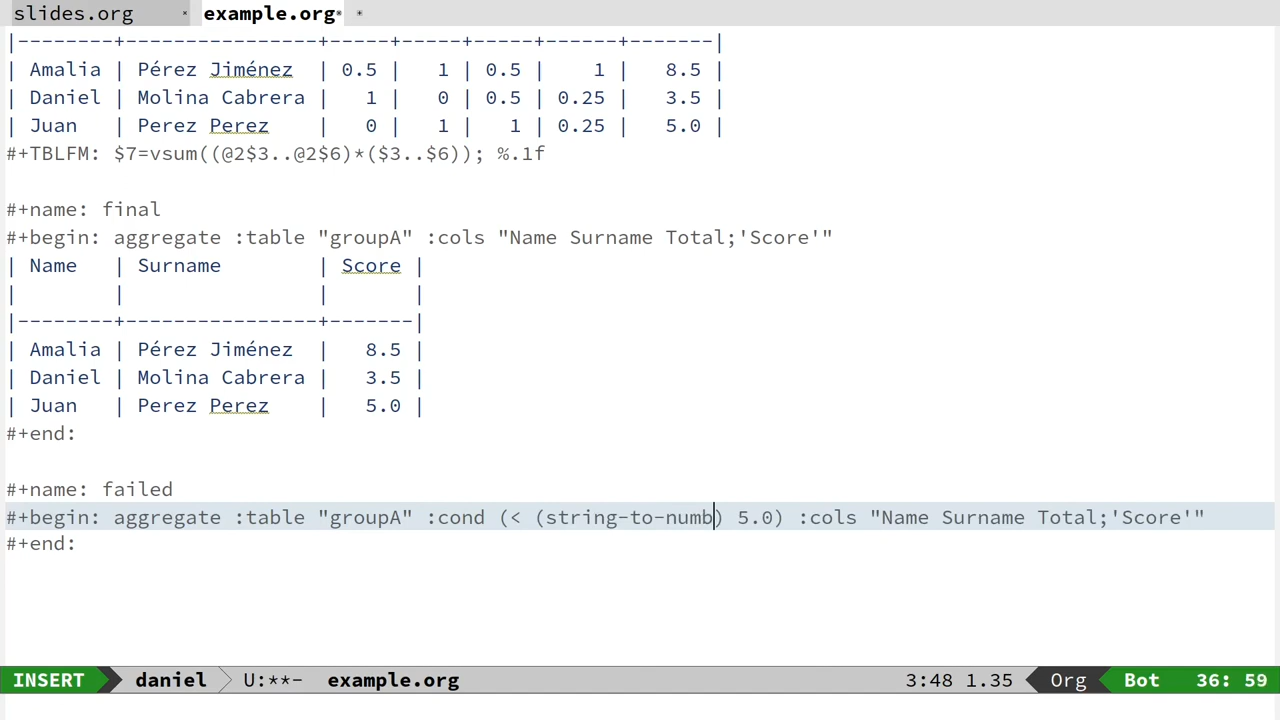 slides.org * example.org* *
|--------+----------------+-----+-----+-----+------+-------|
| Amalia | Pérez Jiménez | 0.5 | 1 | 0.5 | 1 | 8.5 |
| Daniel | Molina Cabrera | 1 | 0 | 0.5 | 0.25 | 3.5 |
| Juan | Perez Perez | 0 | 1 | 1 | 0.25 | 5.0 |
#+TBLFM: $7=vsum((@2$3..@2$6)*($3..$6)); %.1f
#+name: final
#+begin: aggregate :table "groupA" :cols "Name Surname Total;'Score'"
| Name | Surname | Score |
| | | |
|--------+----------------+-------|
| Amalia | Pérez Jiménez | 8.5 |
| Daniel | Molina Cabrera | 3.5 |
| Juan | Perez Perez | 5.0 |
#+end:
#+name: failed
#+begin: aggregate :table "groupA" :cond (< (string-to-numb) 5.0) :cols "Name Surname Total;'Score'"
#+end:
INSERT daniel U:**- example.org 3:48 1.35 Org Bot 36: 59